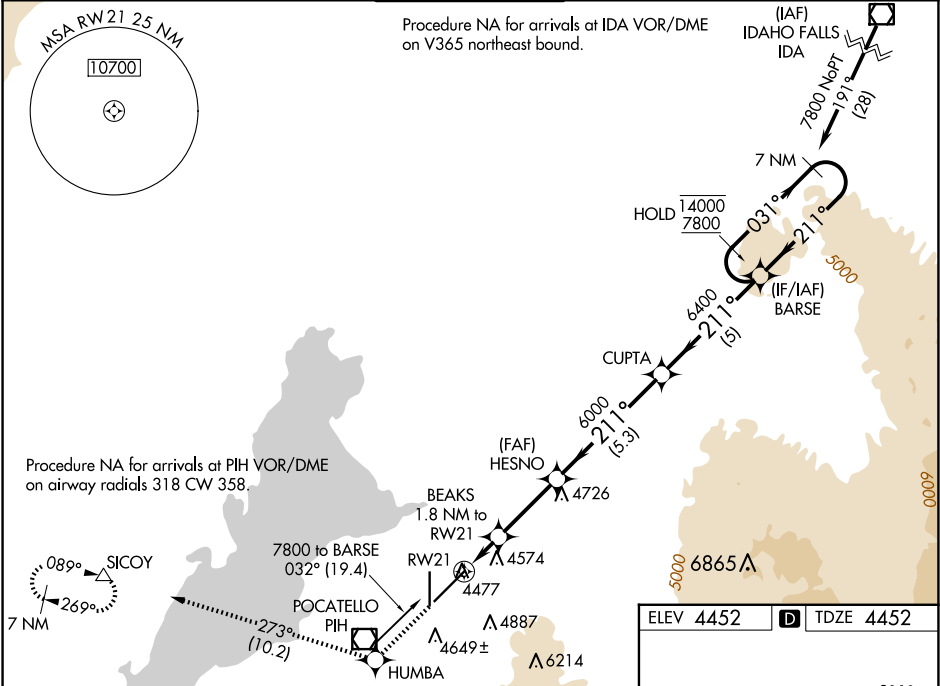 MSA RW21 25 NM
10700
Procedure NA for arrivals at IDA VOR/DME
on V365 northeast bound.
(IAF)
IDAHO FALLS
IDA
7800 NoPT
191°
(28)
7 NM
HOLD 14000
7800
031°
211°
5000
(IF/IAF)
BARSE
6400
211°
(5)
CUPTA
6000
211°
(5.3)
(FAF)
HESNO
4726
6000
Procedure NA for arrivals at PIH VOR/DME
on airway radials 318 CW 358.
BEAKS
1.8 NM to
RW21
4574
7800 to BARSE
032° (19.4)
RW21
4477
5000
6865
089°
SICOY
269°
7 NM
273°
(10.2)
POCATELLO
PIH
HUMBA
4649±
4887
6214
ELEV 4452
D
TDZE 4452